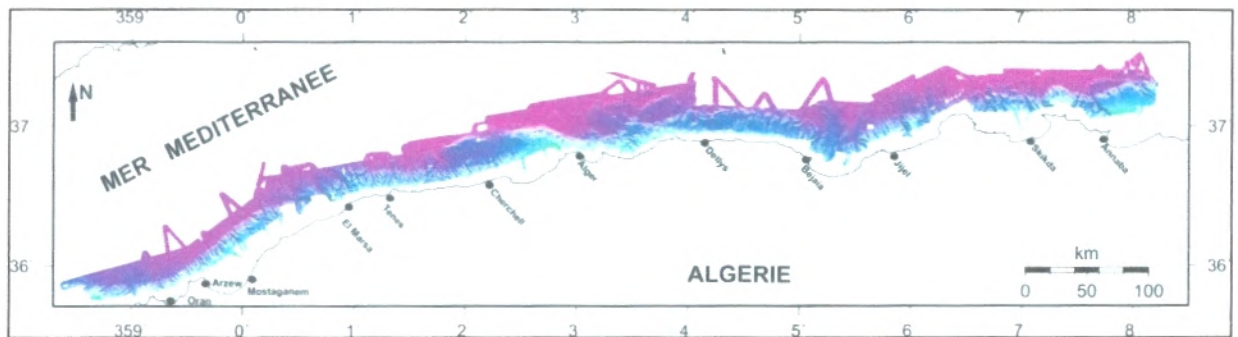 359 0 1 2 3 4 5 6 7 8
N
MER MEDITERRANEE
37 37
Alger
Dellys
Bejaia
Jijel
Skikda
Annaba
Cherchell
Tenes
El Marsa
36 36
Arzew
Mostaganem
Oran
ALGERIE
km
0 50 100
359 0 1 2 3 4 5 6 7 8